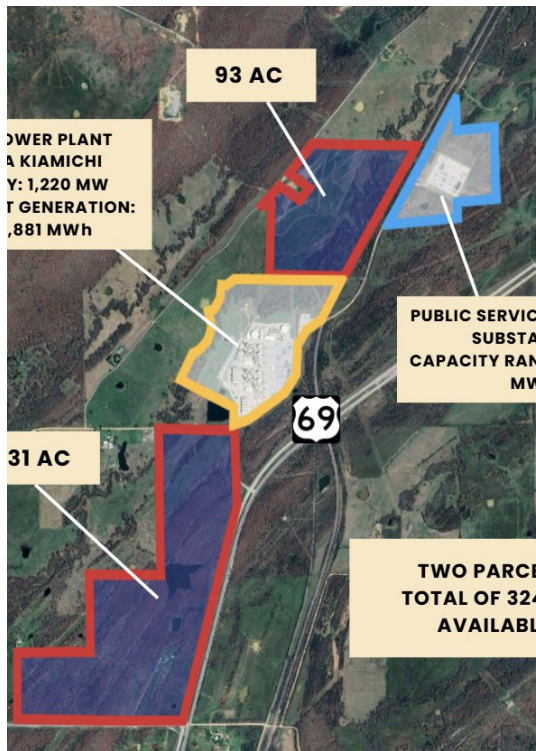 93 AC
OWER PLANT
A KIAMICHI
Y: 1,220 MW
T GENERATION:
,881 MWh
PUBLIC SERVIC
SUBSTA
CAPACITY RAN
MW
69
31 AC
TWO PARCE
TOTAL OF 324
AVAILABL